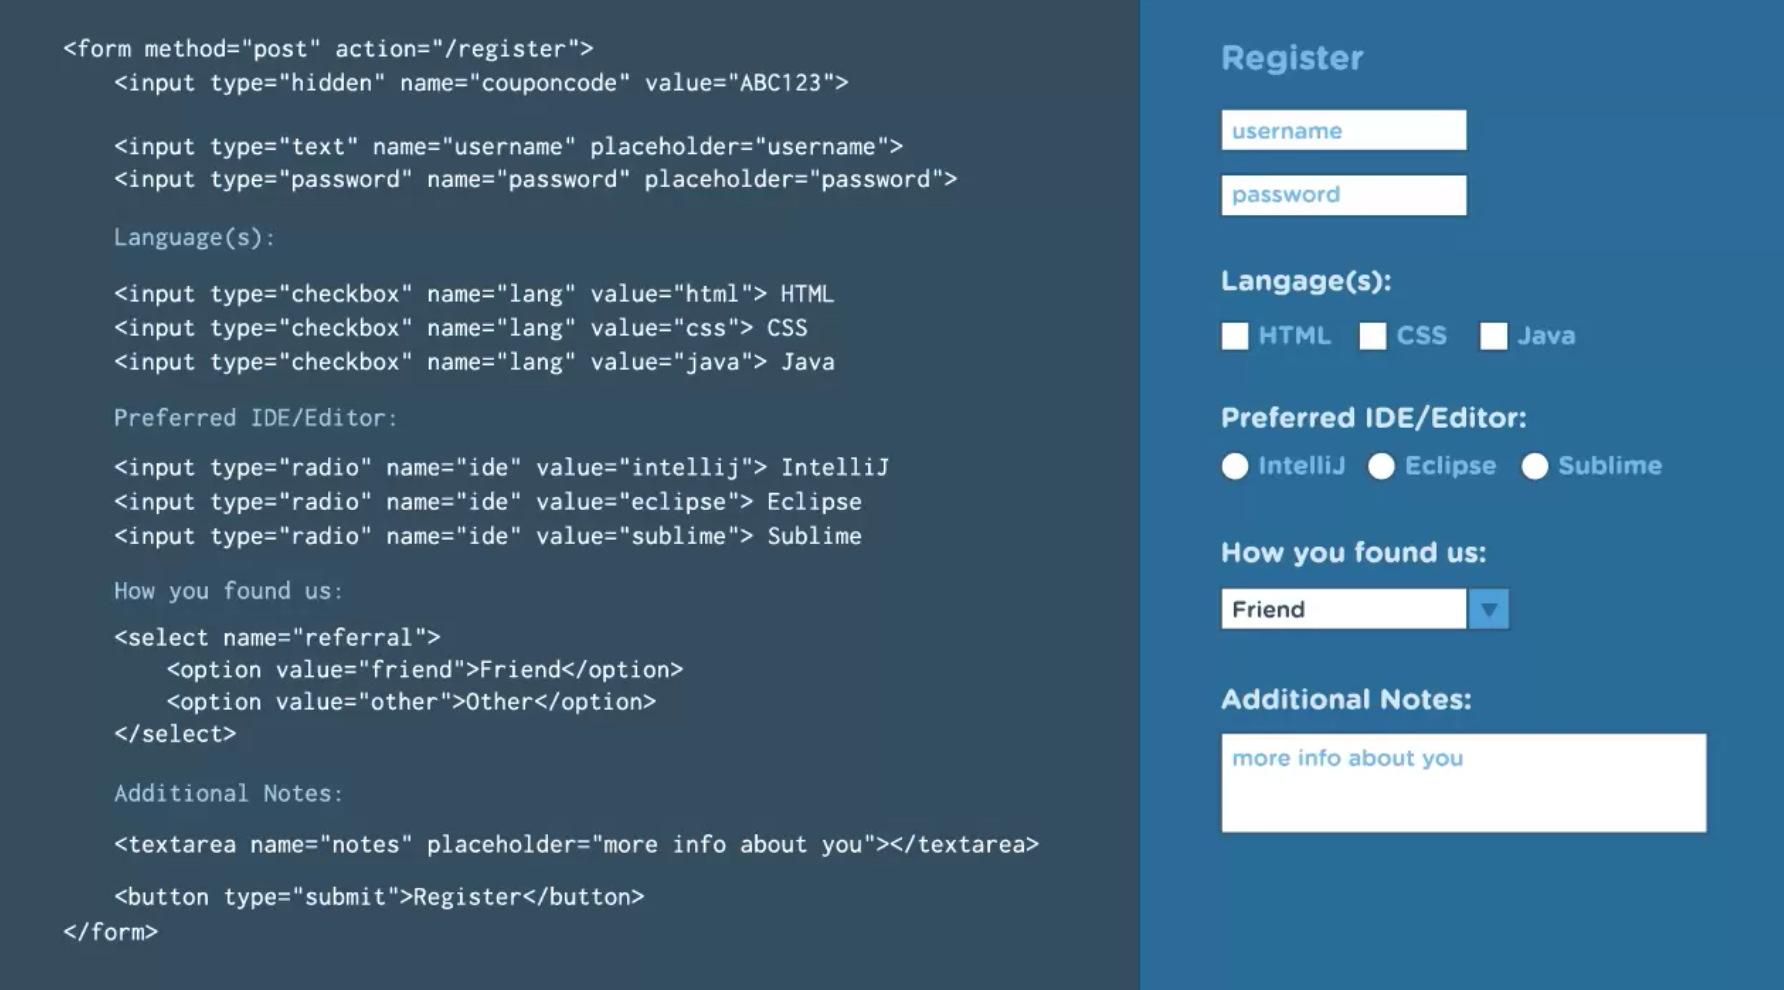 <form method="post" action="/register">
<input type="hidden" name="couponcode" value="ABC123">
<input type="text" name="username" placeholder="username">
<input type="password" name="password" placeholder="password">
Language(s):
<input type="checkbox" name="lang" value="html"> HTML
<input type="checkbox" name="lang" value="css"> CSS
<input type="checkbox" name="lang" value="java"> Java
Preferred IDE/Editor:
<input type="radio" name="ide" value="intellij"> IntelliJ
<input type="radio" name="ide" value="eclipse"> Eclipse
<input type="radio" name="ide" value="sublime"> Sublime
How you found us:
<select name="referral">
<option value="friend">Friend</option>
<option value="other">Other</option>
</select>
Additional Notes:
<textarea name="notes" placeholder="more info about you"></textarea>
<button type="submit">Register</button>
</form>
Register
username
password
Langage(s):
HTML CSS Java
Preferred IDE/Editor:
IntelliJ Eclipse Sublime
How you found us:
Friend
Additional Notes:
more info about you